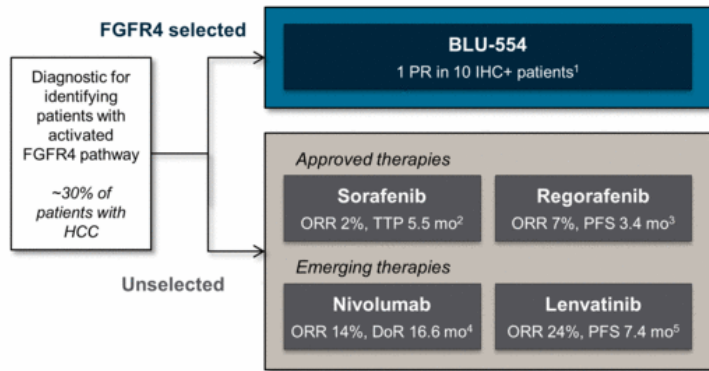 FGFR4 selected
Diagnostic for
identifying
patients with
activated
FGFR4 pathway
~30% of
patients with
HCC
Unselected
BLU-554
1 PR in 10 IHC+ patients¹
Approved therapies
Sorafenib
ORR 2%, TTP 5.5 mo²
Regorafenib
ORR 7%, PFS 3.4 mo³
Emerging therapies
Nivolumab
ORR 14%, DoR 16.6 mo⁴
Lenvatinib
ORR 24%, PFS 7.4 mo⁵